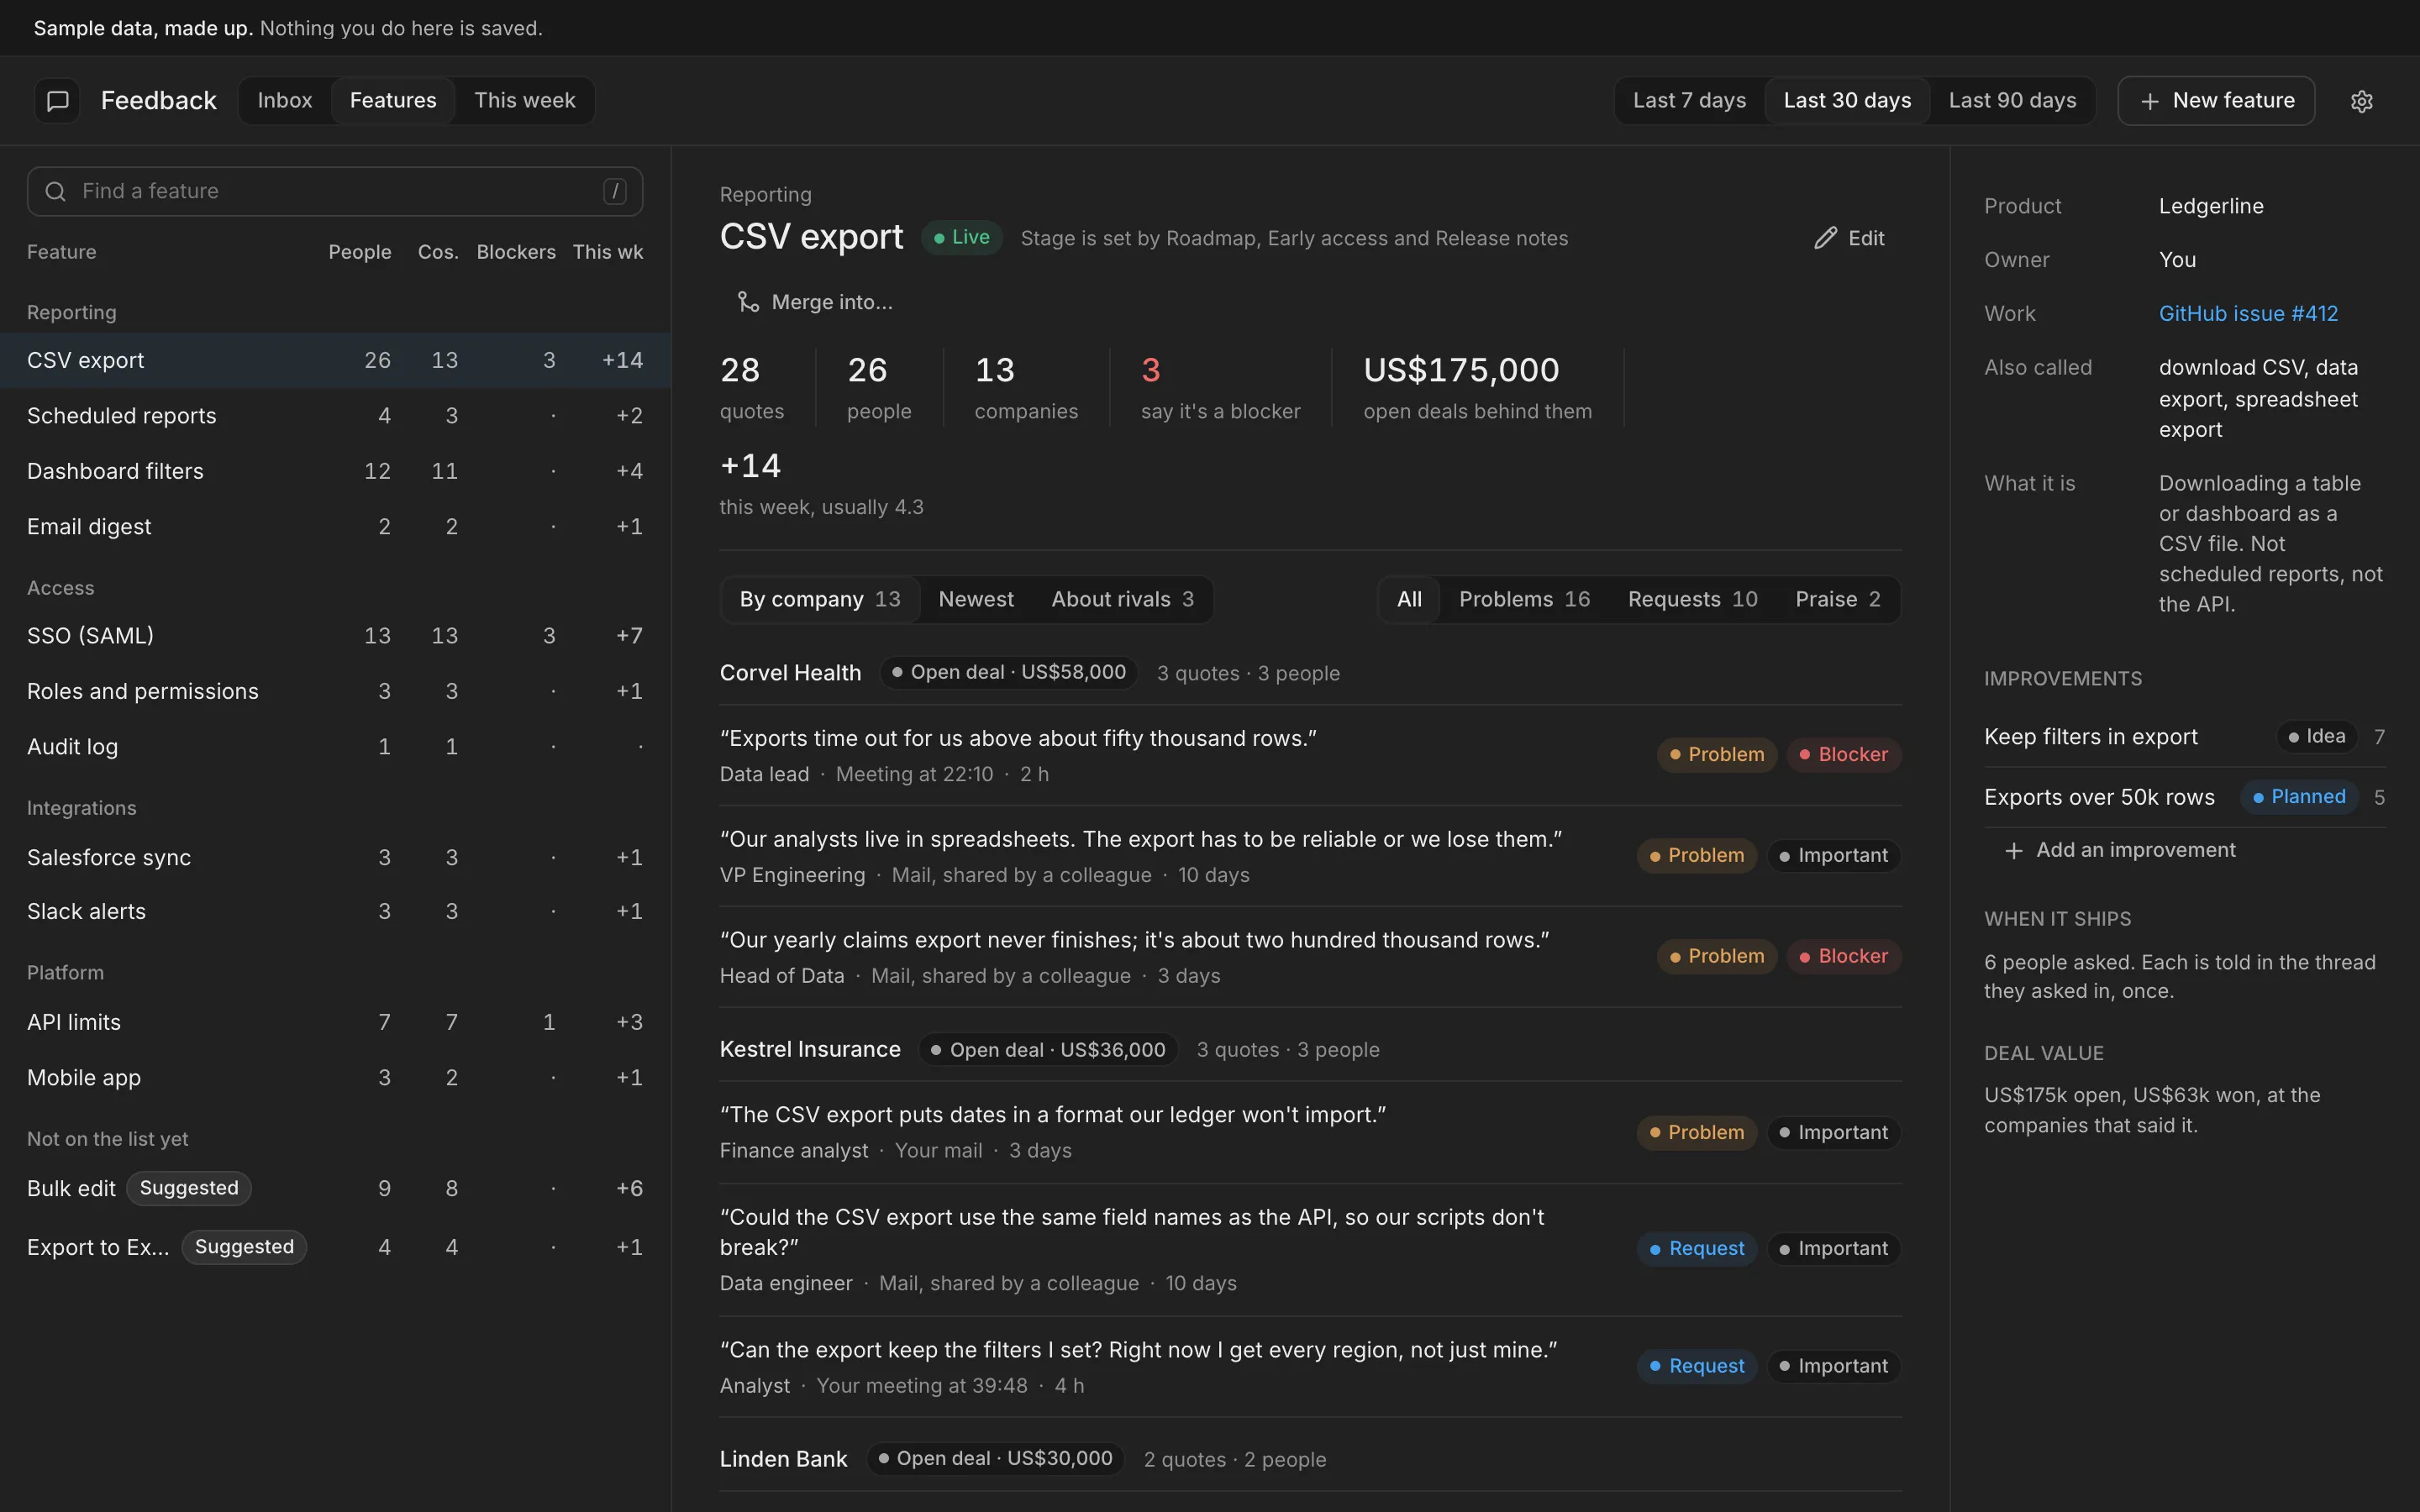 Sample data, made up. Nothing you do here is saved.
Feedback
Inbox
Features
This week
Last 7 days
Last 30 days
Last 90 days
New feature
Find a feature /
Feature People Cos. Blockers This wk
Reporting
CSV export 26 13 3 +14
Scheduled reports 4 3 · +2
Dashboard filters 12 11 · +4
Email digest 2 2 · +1
Access
SSO (SAML) 13 13 3 +7
Roles and permissions 3 3 · +1
Audit log 1 1 · ·
Integrations
Salesforce sync 3 3 · +1
Slack alerts 3 3 · +1
Platform
API limits 7 7 1 +3
Mobile app 3 2 · +1
Not on the list yet
Bulk edit Suggested 9 8 · +6
Export to Ex... Suggested 4 4 · +1
Reporting
CSV export Live Stage is set by Roadmap, Early access and Release notes
Edit
Merge into...
28 26 13 3 US$175,000
quotes people companies say it's a blocker open deals behind them
+14
this week, usually 4.3
By company 13 Newest About rivals 3
All Problems 16 Requests 10 Praise 2
Corvel Health Open deal · US$58,000 3 quotes · 3 people
“Exports time out for us above about fifty thousand rows.”
Data lead · Meeting at 22:10 · 2 h
Problem Blocker
“Our analysts live in spreadsheets. The export has to be reliable or we lose them.”
VP Engineering · Mail, shared by a colleague · 10 days
Problem Important
“Our yearly claims export never finishes; it's about two hundred thousand rows.”
Head of Data · Mail, shared by a colleague · 3 days
Problem Blocker
Kestrel Insurance Open deal · US$36,000 3 quotes · 3 people
“The CSV export puts dates in a format our ledger won't import.”
Finance analyst · Your mail · 3 days
Problem Important
“Could the CSV export use the same field names as the API, so our scripts don't
break?”
Data engineer · Mail, shared by a colleague · 10 days
Request Important
“Can the export keep the filters I set? Right now I get every region, not just mine.”
Analyst · Your meeting at 39:48 · 4 h
Request Important
Linden Bank Open deal · US$30,000 2 quotes · 2 people
Product Ledgerline
Owner You
Work GitHub issue #412
Also called download CSV, data
export, spreadsheet
export
What it is Downloading a table
or dashboard as a
CSV file. Not
scheduled reports, not
the API.
IMPROVEMENTS
Keep filters in export Idea 7
Exports over 50k rows Planned 5
Add an improvement
WHEN IT SHIPS
6 people asked. Each is told in the thread
they asked in, once.
DEAL VALUE
US$175k open, US$63k won, at the
companies that said it.